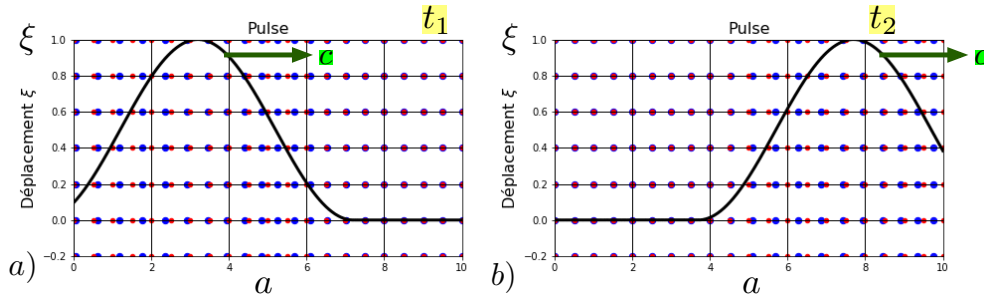 Pulse
t₁
ξ
c
Déplacement ξ
1.0
0.8
0.6
0.4
0.2
0.0
−0.2
0 2 4 6 8 10
a)
a
Pulse
t₂
ξ
c
Déplacement ξ
1.0
0.8
0.6
0.4
0.2
0.0
−0.2
0 2 4 6 8 10
b)
a